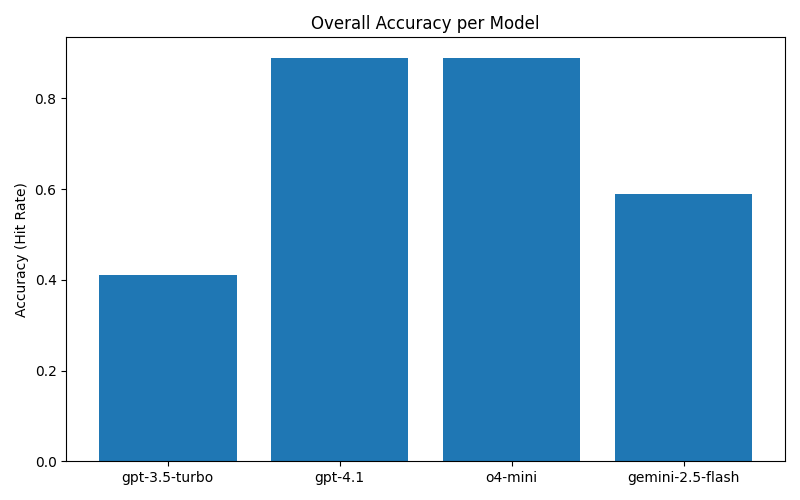 Overall Accuracy per Model
Accuracy (Hit Rate)
0.8
0.6
0.4
0.2
0.0
gpt-3.5-turbo gpt-4.1 o4-mini gemini-2.5-flash